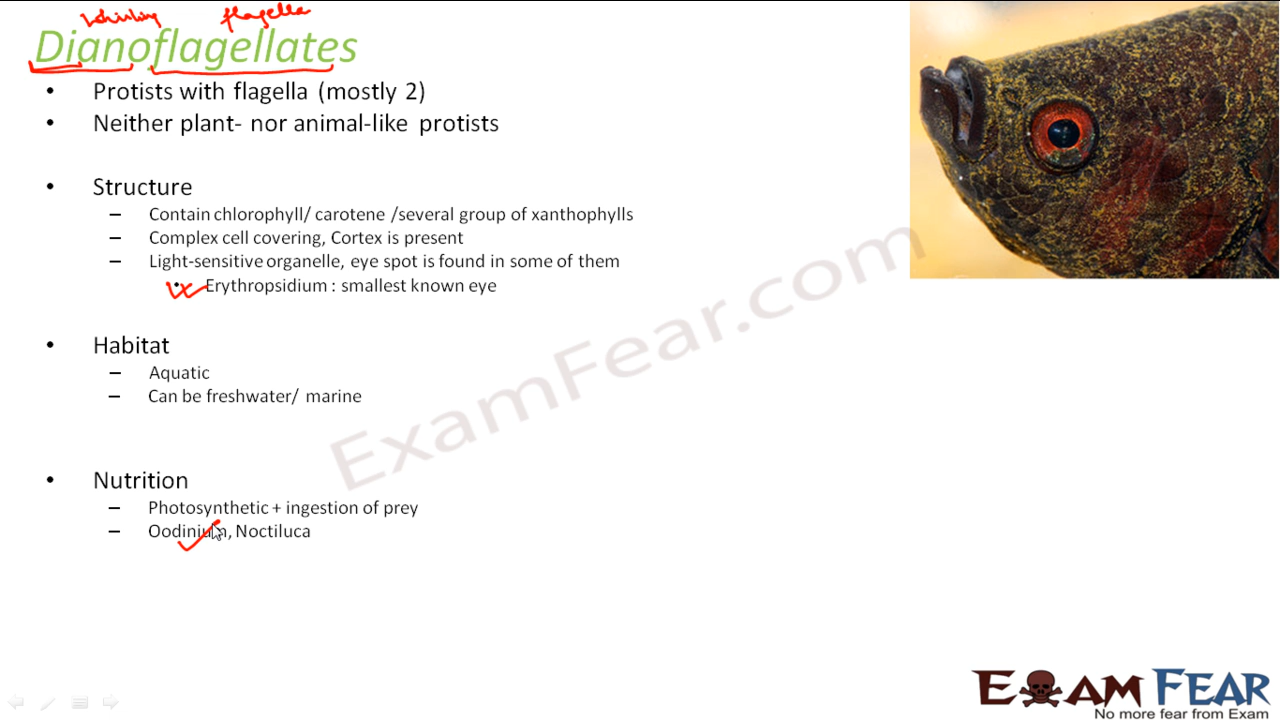 whirling flagella
Dianoflagellates
• Protists with flagella (mostly 2)
• Neither plant- nor animal-like protists
• Structure
– Contain chlorophyll/ carotene /several group of xanthophylls
– Complex cell covering, Cortex is present
– Light-sensitive organelle, eye spot is found in some of them
• Erythropsidium : smallest known eye
• Habitat
– Aquatic
– Can be freshwater/ marine
• Nutrition
– Photosynthetic + ingestion of prey
– Oodinium, Noctiluca
ExamFear.com
EXAM FEAR
No more fear from Exam